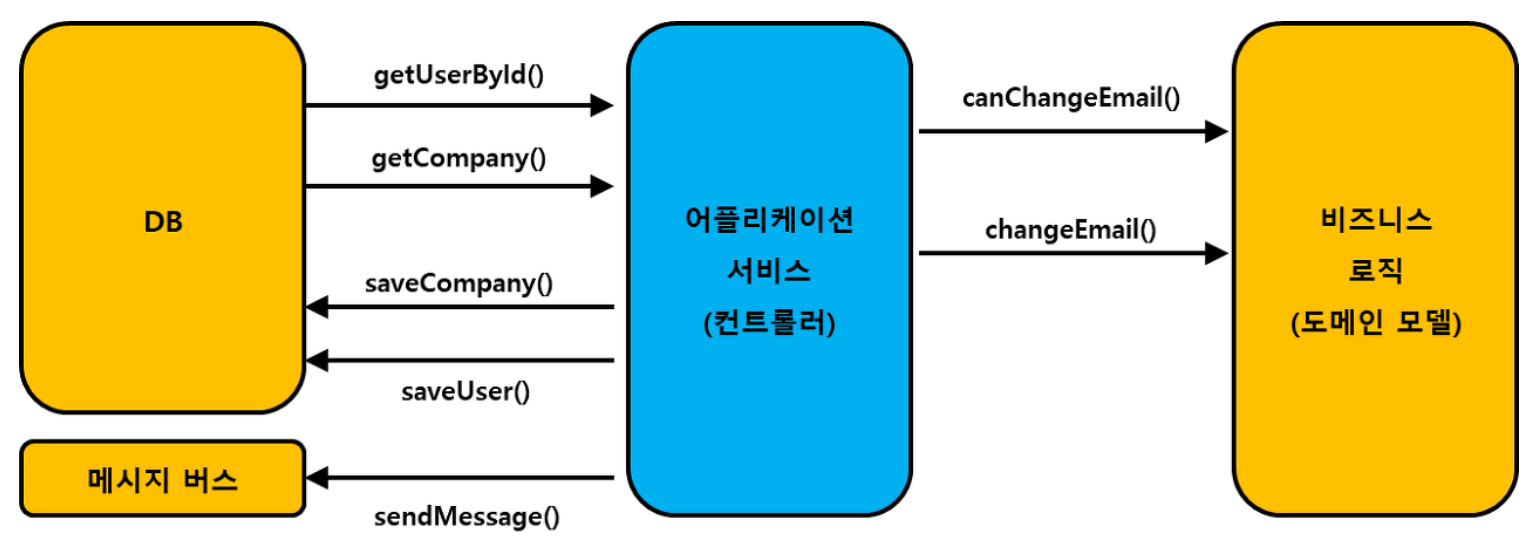 DB
메시지 버스
getUserById()
getCompany()
saveCompany()
saveUser()
sendMessage()
어플리케이션
서비스
(컨트롤러)
canChangeEmail()
changeEmail()
비즈니스
로직
(도메인 모델)